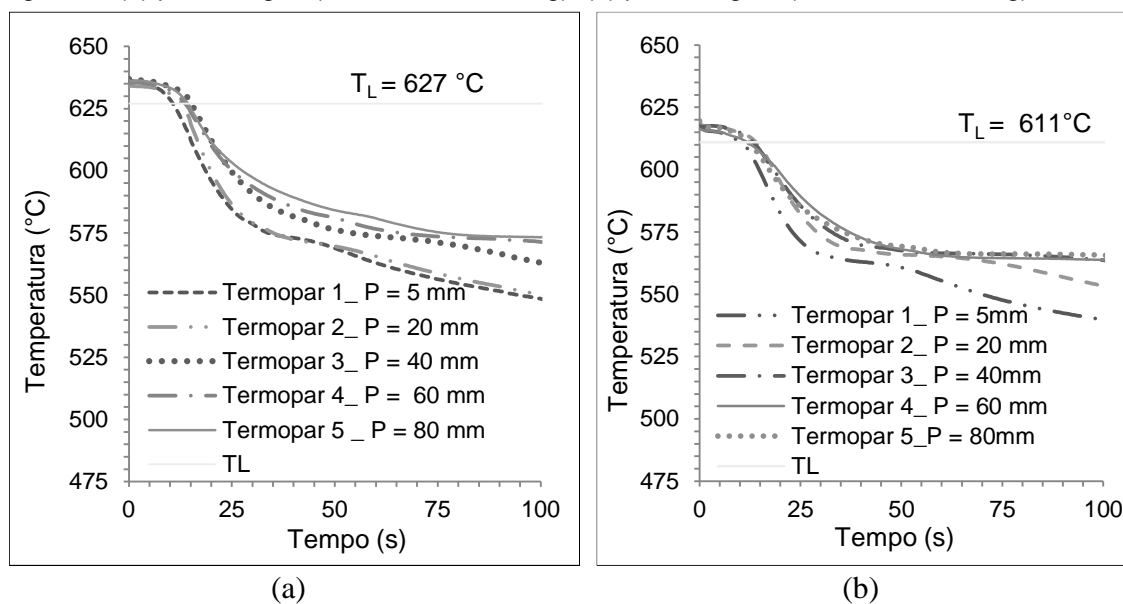 650
625
600
575
550
525
500
475
Temperatura (°C)
T_L = 627 °C
Termopar 1_ P = 5 mm
Termopar 2_ P = 20 mm
Termopar 3_ P = 40 mm
Termopar 4_ P = 60 mm
Termopar 5 _ P = 80 mm
TL
0 25 50 75 100
Tempo (s)
(a)
650
625
600
575
550
525
500
475
Temperatura (°C)
T_L = 611°C
Termopar 1_ P = 5mm
Termopar 2_ P = 20 mm
Termopar 3_ P = 40mm
Termopar 4_ P = 60 mm
Termopar 5_P = 80mm
TL
0 25 50 75 100
Tempo (s)
(b)